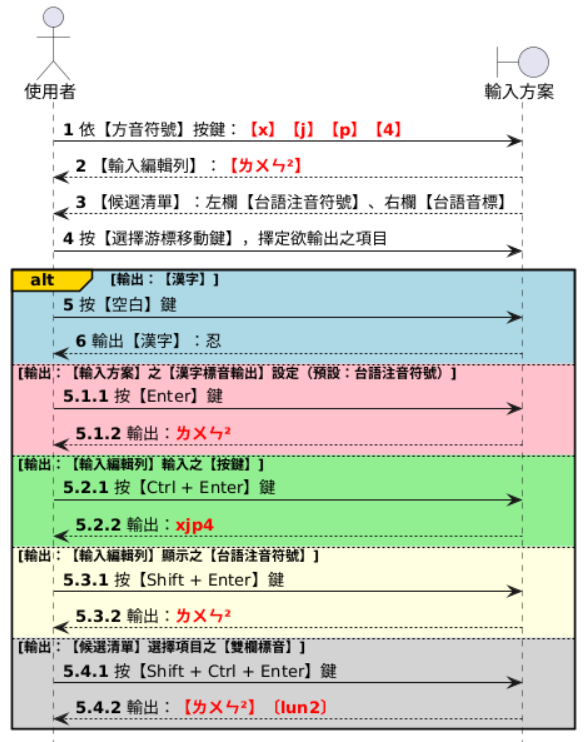 使用者
輸入方案
1 依【方音符號】按鍵：【x】【j】【p】【4】
2 【輸入編輯列】：【ㄌㄨㄣ²】
3 【候選清單】：左欄【台語注音符號】、右欄【台語音標】
4 按【選擇游標移動鍵】，擇定欲輸出之項目
alt [輸出：【漢字】]
5 按【空白】鍵
6 輸出【漢字】：忍
[輸出：【輸入方案】之【漢字標音輸出】設定（預設：台語注音符號）]
5.1.1 按【Enter】鍵
5.1.2 輸出：ㄌㄨㄣ²
[輸出：【輸入編輯列】輸入之【按鍵】]
5.2.1 按【Ctrl + Enter】鍵
5.2.2 輸出：xjp4
[輸出：【輸入編輯列】顯示之【台語注音符號】]
5.3.1 按【Shift + Enter】鍵
5.3.2 輸出：ㄌㄨㄣ²
[輸出：【候選清單】選擇項目之【雙欄標音】]
5.4.1 按【Shift + Ctrl + Enter】鍵
5.4.2 輸出：【ㄌㄨㄣ²】〔lun2〕